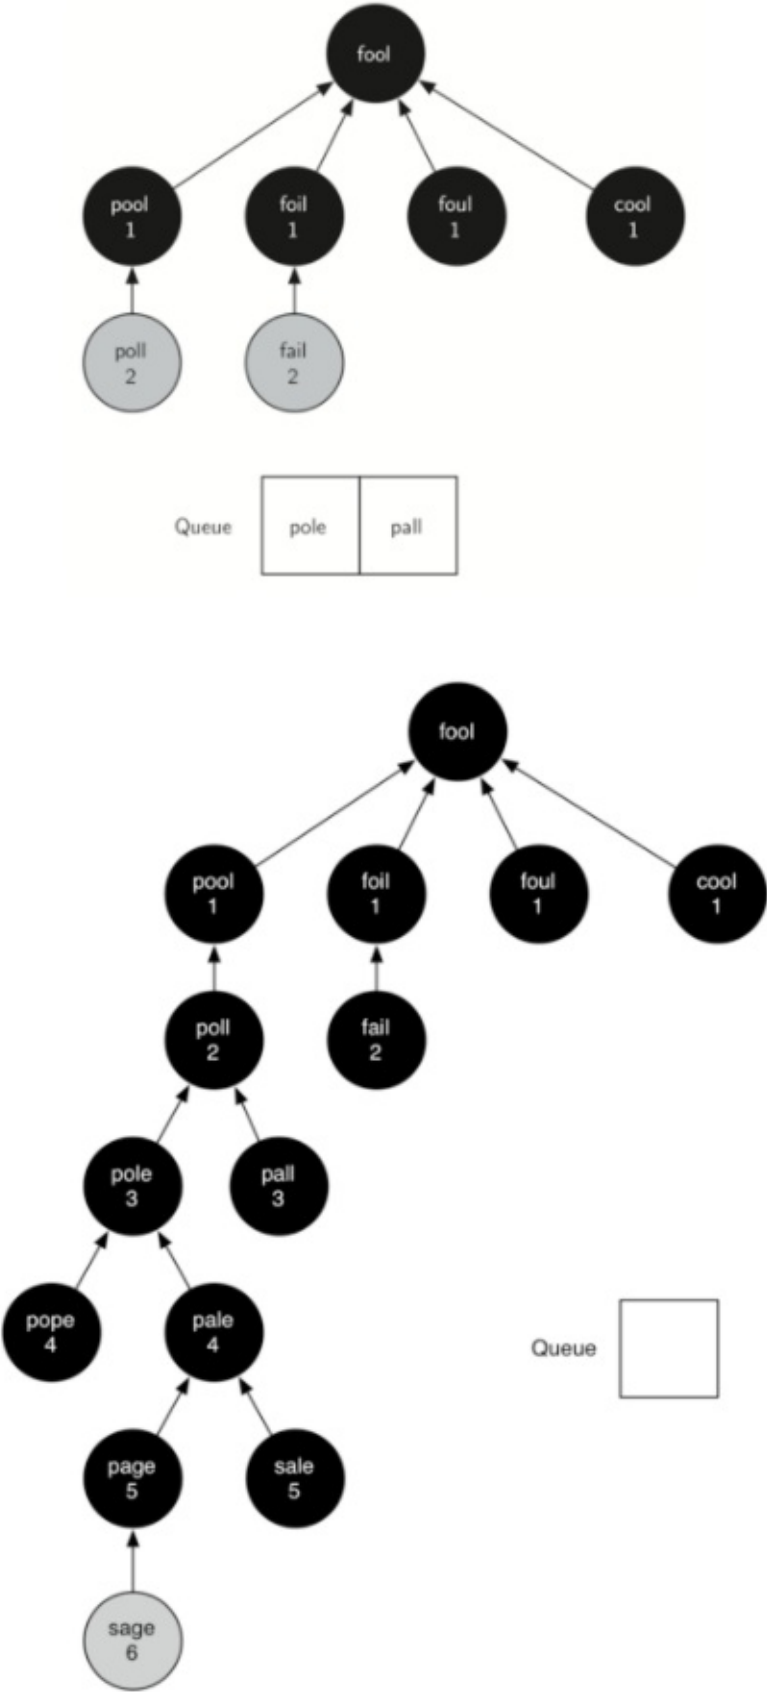 fool
pool
1
foil
1
foul
1
cool
1
poll
2
fail
2
Queue
pole
pall
fool
pool
1
foil
1
foul
1
cool
1
poll
2
fail
2
pole
3
pall
3
pope
4
pale
4
Queue
page
5
sale
5
sage
6